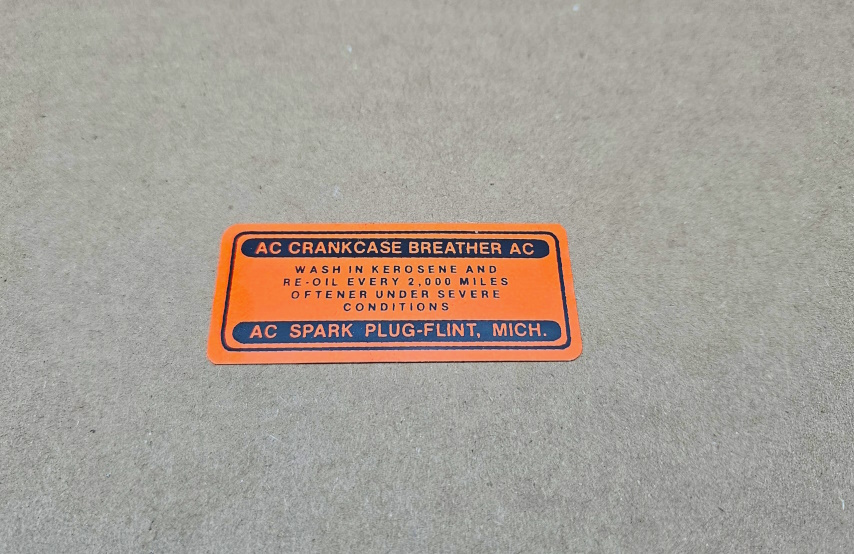 AC CRANKCASE BREATHER AC
WASH IN KEROSENE AND
RE-OIL EVERY 2,000 MILES
OFTENER UNDER SEVERE
CONDITIONS
AC SPARK PLUG-FLINT, MICH.